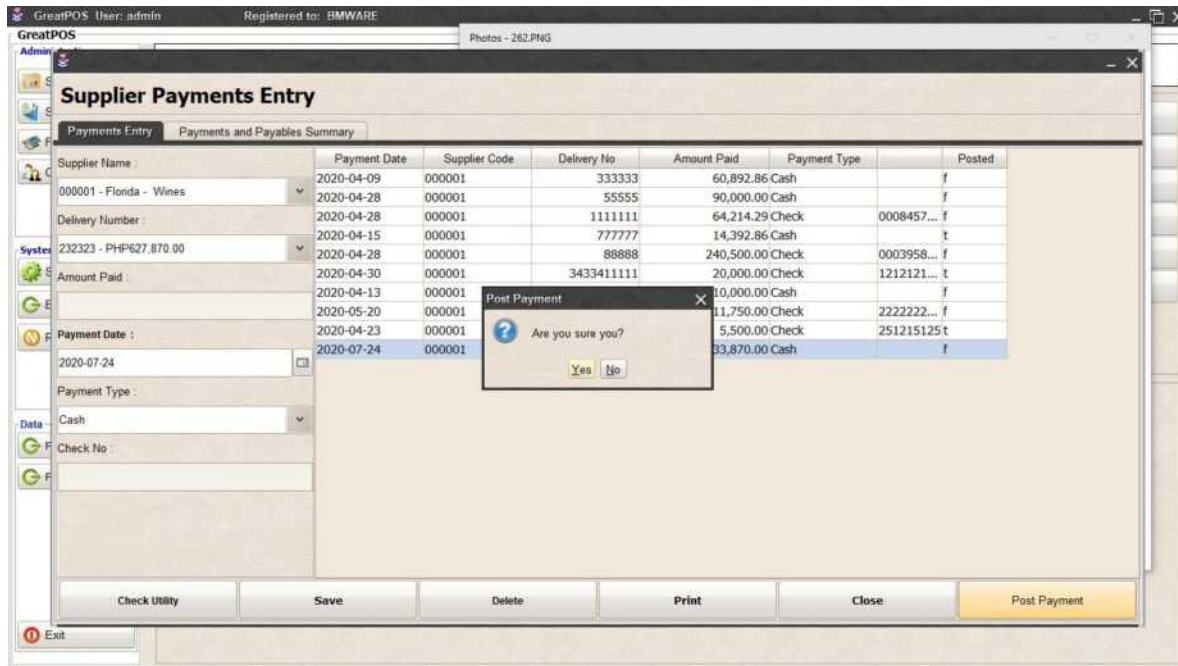 GreatPOS User: admin Registered to: BMWARE
GreatPOS
Photos - 262.PNG
Supplier Payments Entry
Payments Entry Payments and Payables Summary
Supplier Name :
000001 - Florida - Wines
Delivery Number :
232323 - PHP627,870.00
Amount Paid :
Payment Date :
2020-07-24
Payment Type :
Cash
Check No :
Payment Date Supplier Code Delivery No Amount Paid Payment Type Posted
2020-04-09 000001 333333 60,892.86 Cash f
2020-04-28 000001 55555 90,000.00 Cash f
2020-04-28 000001 1111111 64,214.29 Check 0008457... f
2020-04-15 000001 777777 14,392.86 Cash t
2020-04-28 000001 88888 240,500.00 Check 0003958... f
2020-04-30 000001 3433411111 20,000.00 Check 1212121... t
2020-04-13 000001 10,000.00 Cash f
2020-05-20 000001 11,750.00 Check 2222222... f
2020-04-23 000001 5,500.00 Check 251215125 t
2020-07-24 000001 33,870.00 Cash f
Post Payment
Are you sure you?
Yes No
Data
Check Utility Save Delete Print Close Post Payment
Exit